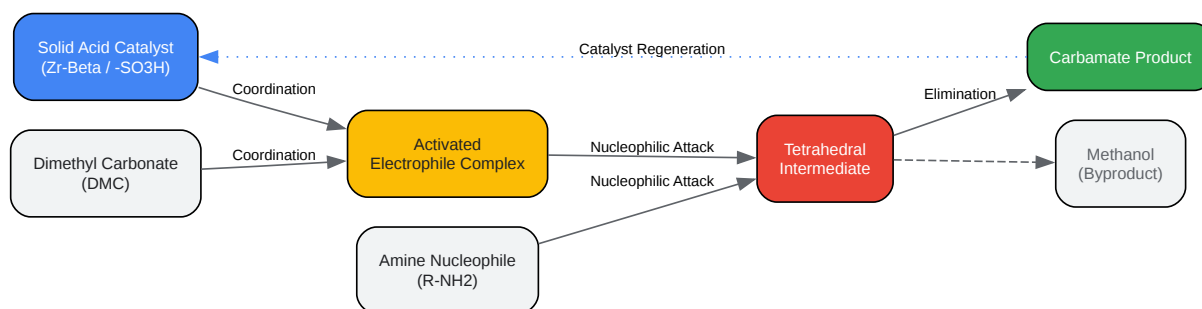 Solid Acid Catalyst
(Zr-Beta / -SO3H)
Catalyst Regeneration
Carbamate Product
Coordination
Elimination
Dimethyl Carbonate
(DMC)
Coordination
Activated
Electrophile Complex
Nucleophilic Attack
Nucleophilic Attack
Tetrahedral
Intermediate
Methanol
(Byproduct)
Amine Nucleophile
(R-NH2)